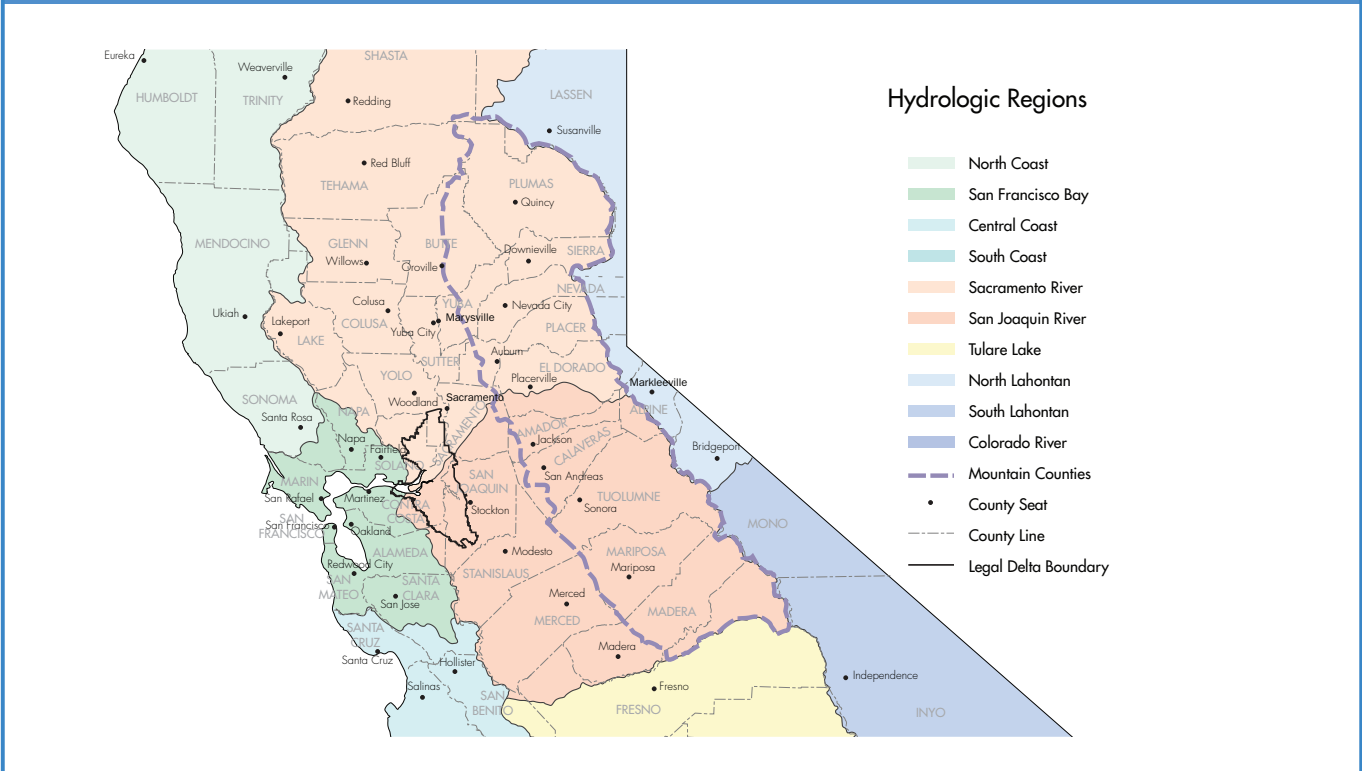 Eureka
Weaverville
SHASTA
HUMBOLDT
TRINITY
Redding
LASSEN
Susanville
Red Bluff
TEHAMA
PLUMAS
Quincy
MENDOCINO
GLENN
BUTTE
Downieville
SIERRA
Willows
Oroville
NEVADA
Colusa
YUBA
Nevada City
Ukiah
Lakeport
COLUSA
Marysville
Yuba City
PLACER
LAKE
Auburn
SUTTER
EL DORADO
YOLO
Placerville
Markleeville
SONOMA
Woodland
Sacramento
NAPA
ALPINE
Santa Rosa
SACRAMENTO
AMADOR
Napa
Jackson
CALAVERAS
Fairfield
Bridgeport
SOLANO
SAN
JOAQUIN
San Andreas
MARIN
San Rafael
Martinez
TUOLUMNE
CONTRA
COSTA
Stockton
Sonora
SAN
FRANCISCO
San Francisco
Oakland
MONO
ALAMEDA
Modesto
MARIPOSA
Redwood City
Mariposa
SAN
MATEO
SANTA
CLARA
STANISLAUS
San Jose
Merced
MERCED
MADERA
SANTA
CRUZ
Santa Cruz
Madera
Hollister
Salinas
SAN
BENITO
Fresno
FRESNO
Independence
INYO
Hydrologic Regions
North Coast
San Francisco Bay
Central Coast
South Coast
Sacramento River
San Joaquin River
Tulare Lake
North Lahontan
South Lahontan
Colorado River
Mountain Counties
County Seat
County Line
Legal Delta Boundary